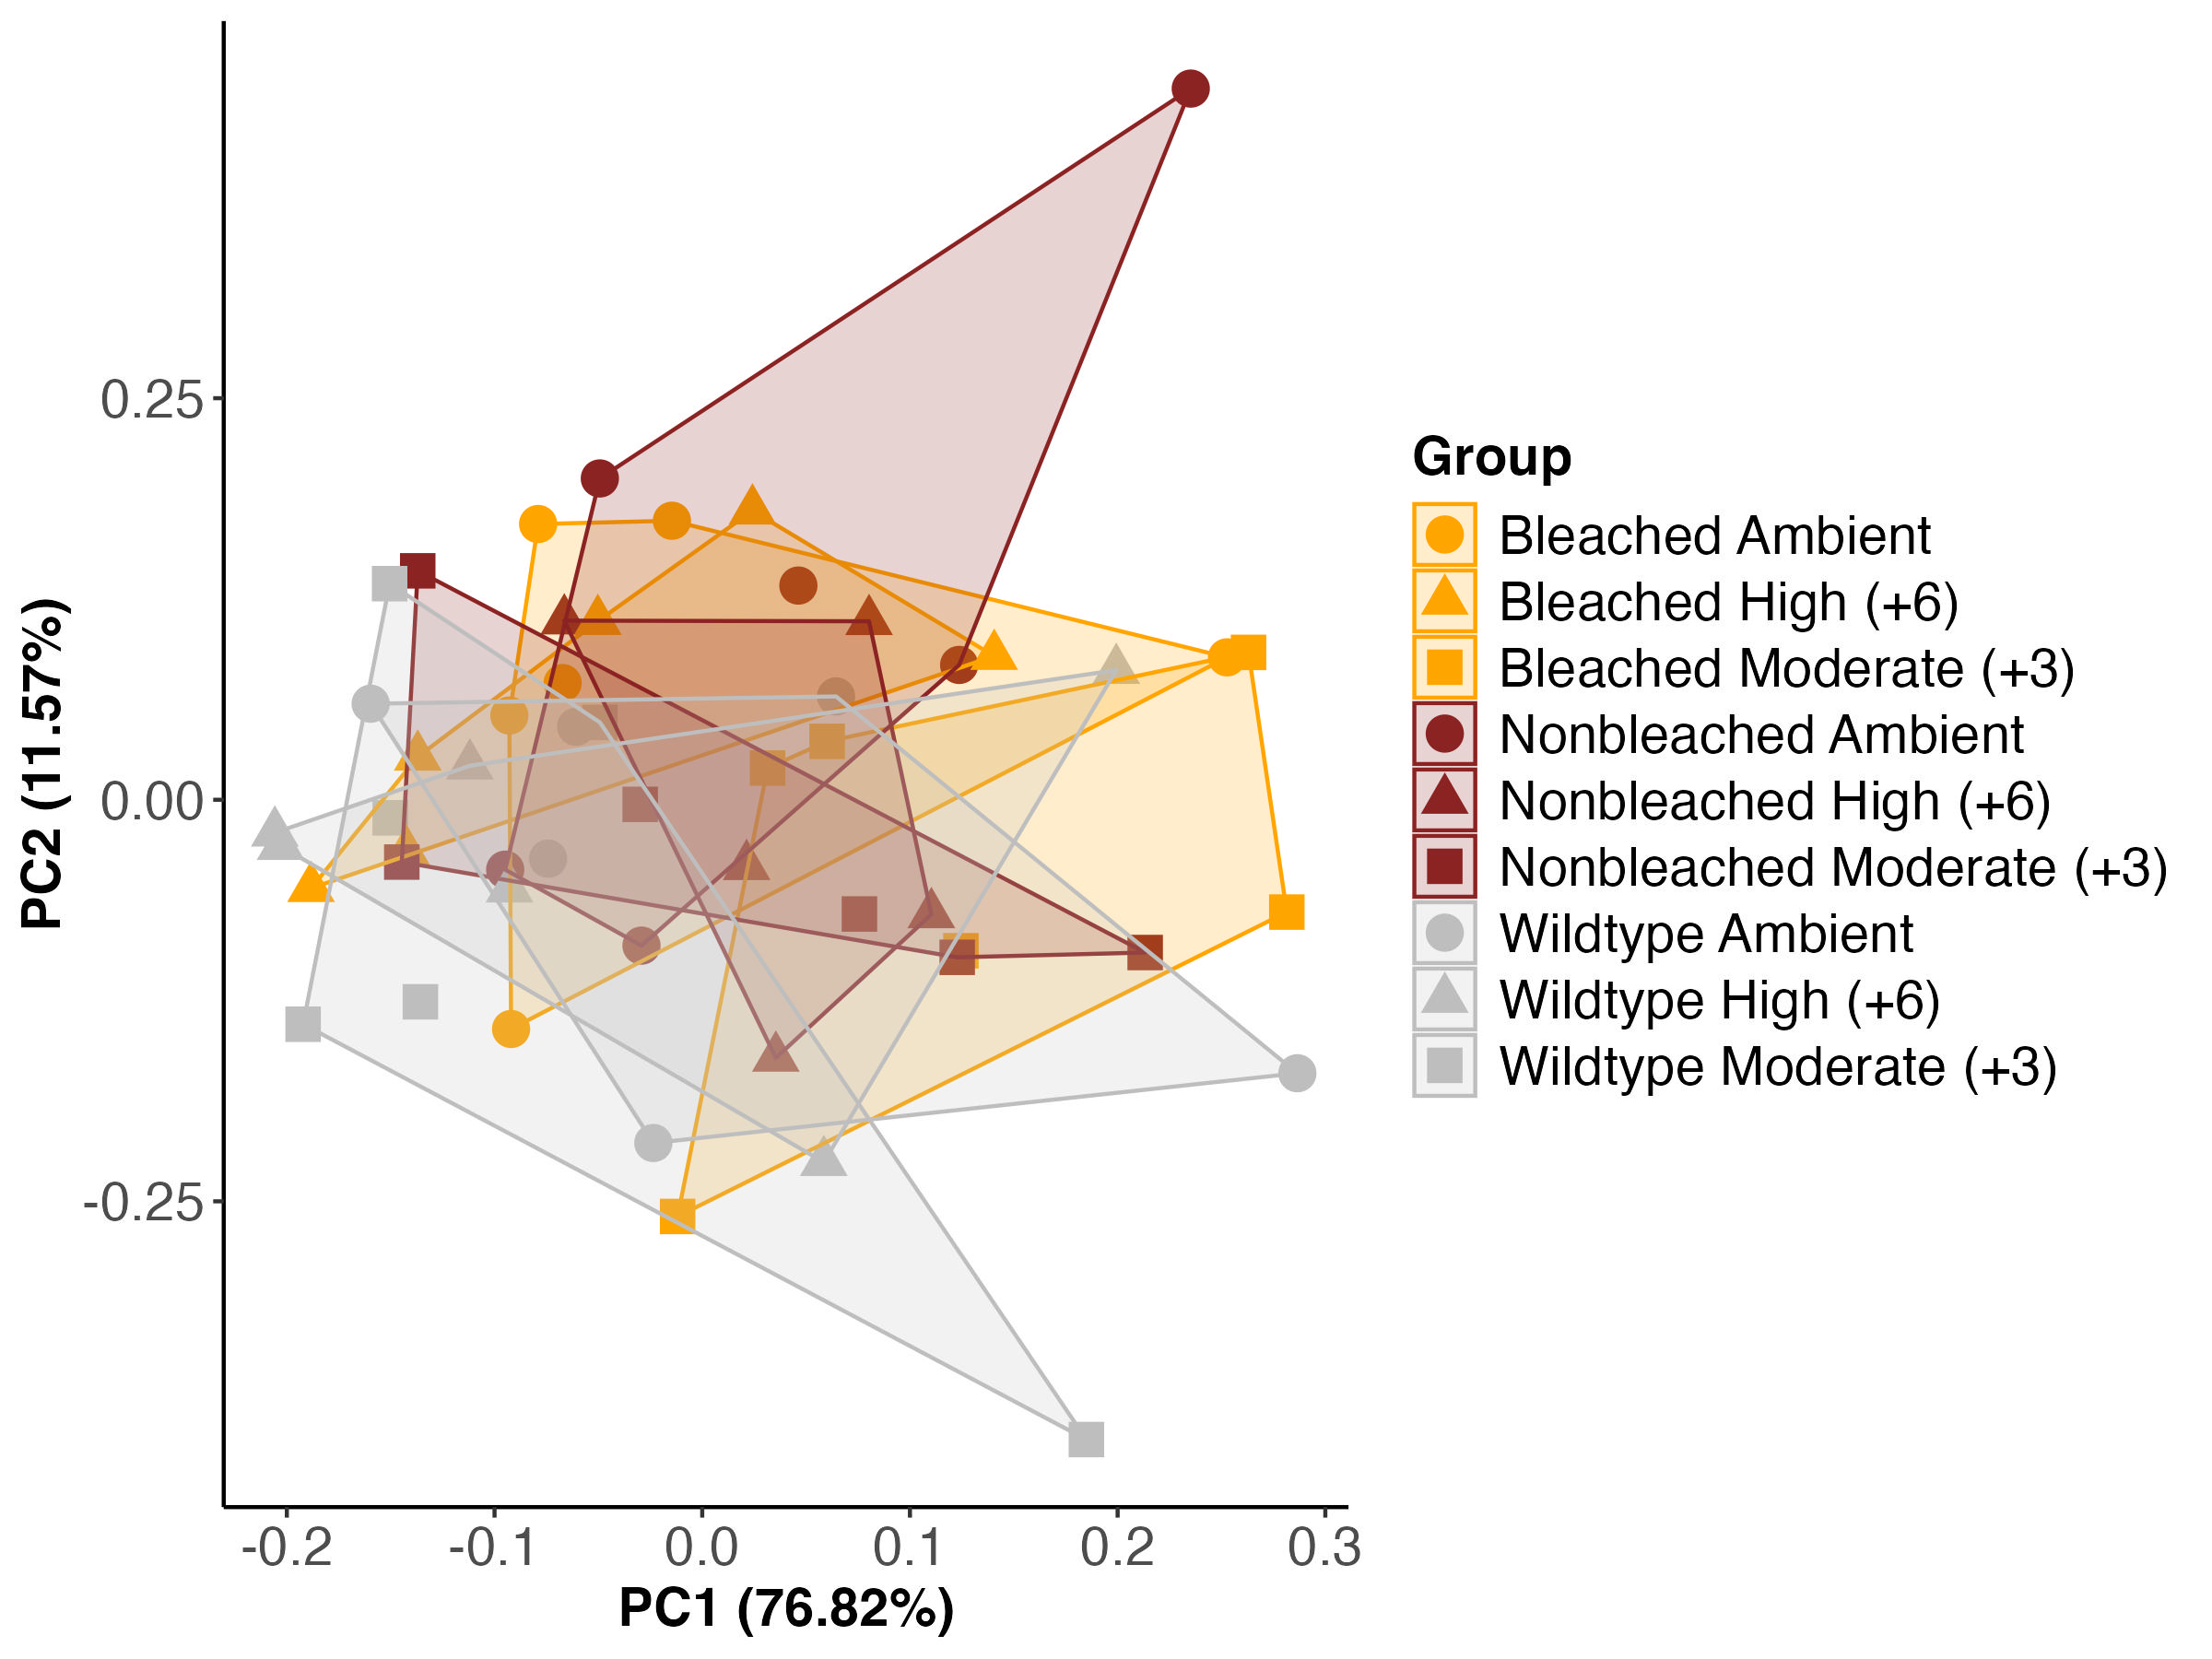 PC2 (11.57%)
0.25
0.00
-0.25
-0.2
-0.1
0.0
0.1
0.2
0.3
PC1 (76.82%)
Group
Bleached Ambient
Bleached High (+6)
Bleached Moderate (+3)
Nonbleached Ambient
Nonbleached High (+6)
Nonbleached Moderate (+3)
Wildtype Ambient
Wildtype High (+6)
Wildtype Moderate (+3)